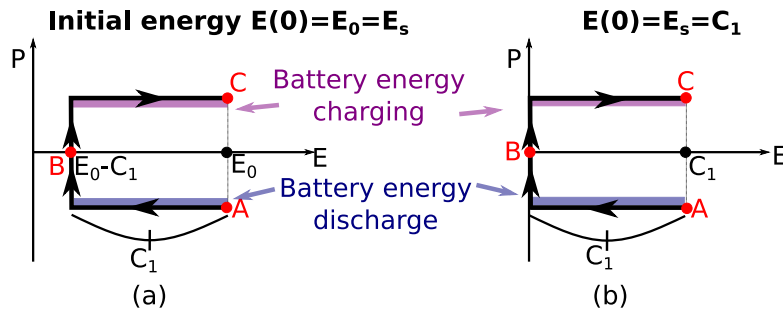 Initial energy E(0)=E₀=Eₛ
E(0)=Eₛ=C₁
P
C
Battery energy
charging
B
E₀-C₁
E₀
E
A
Battery energy
discharge
C₁
(a)
P
C
B
C₁
E
A
C₁
(b)